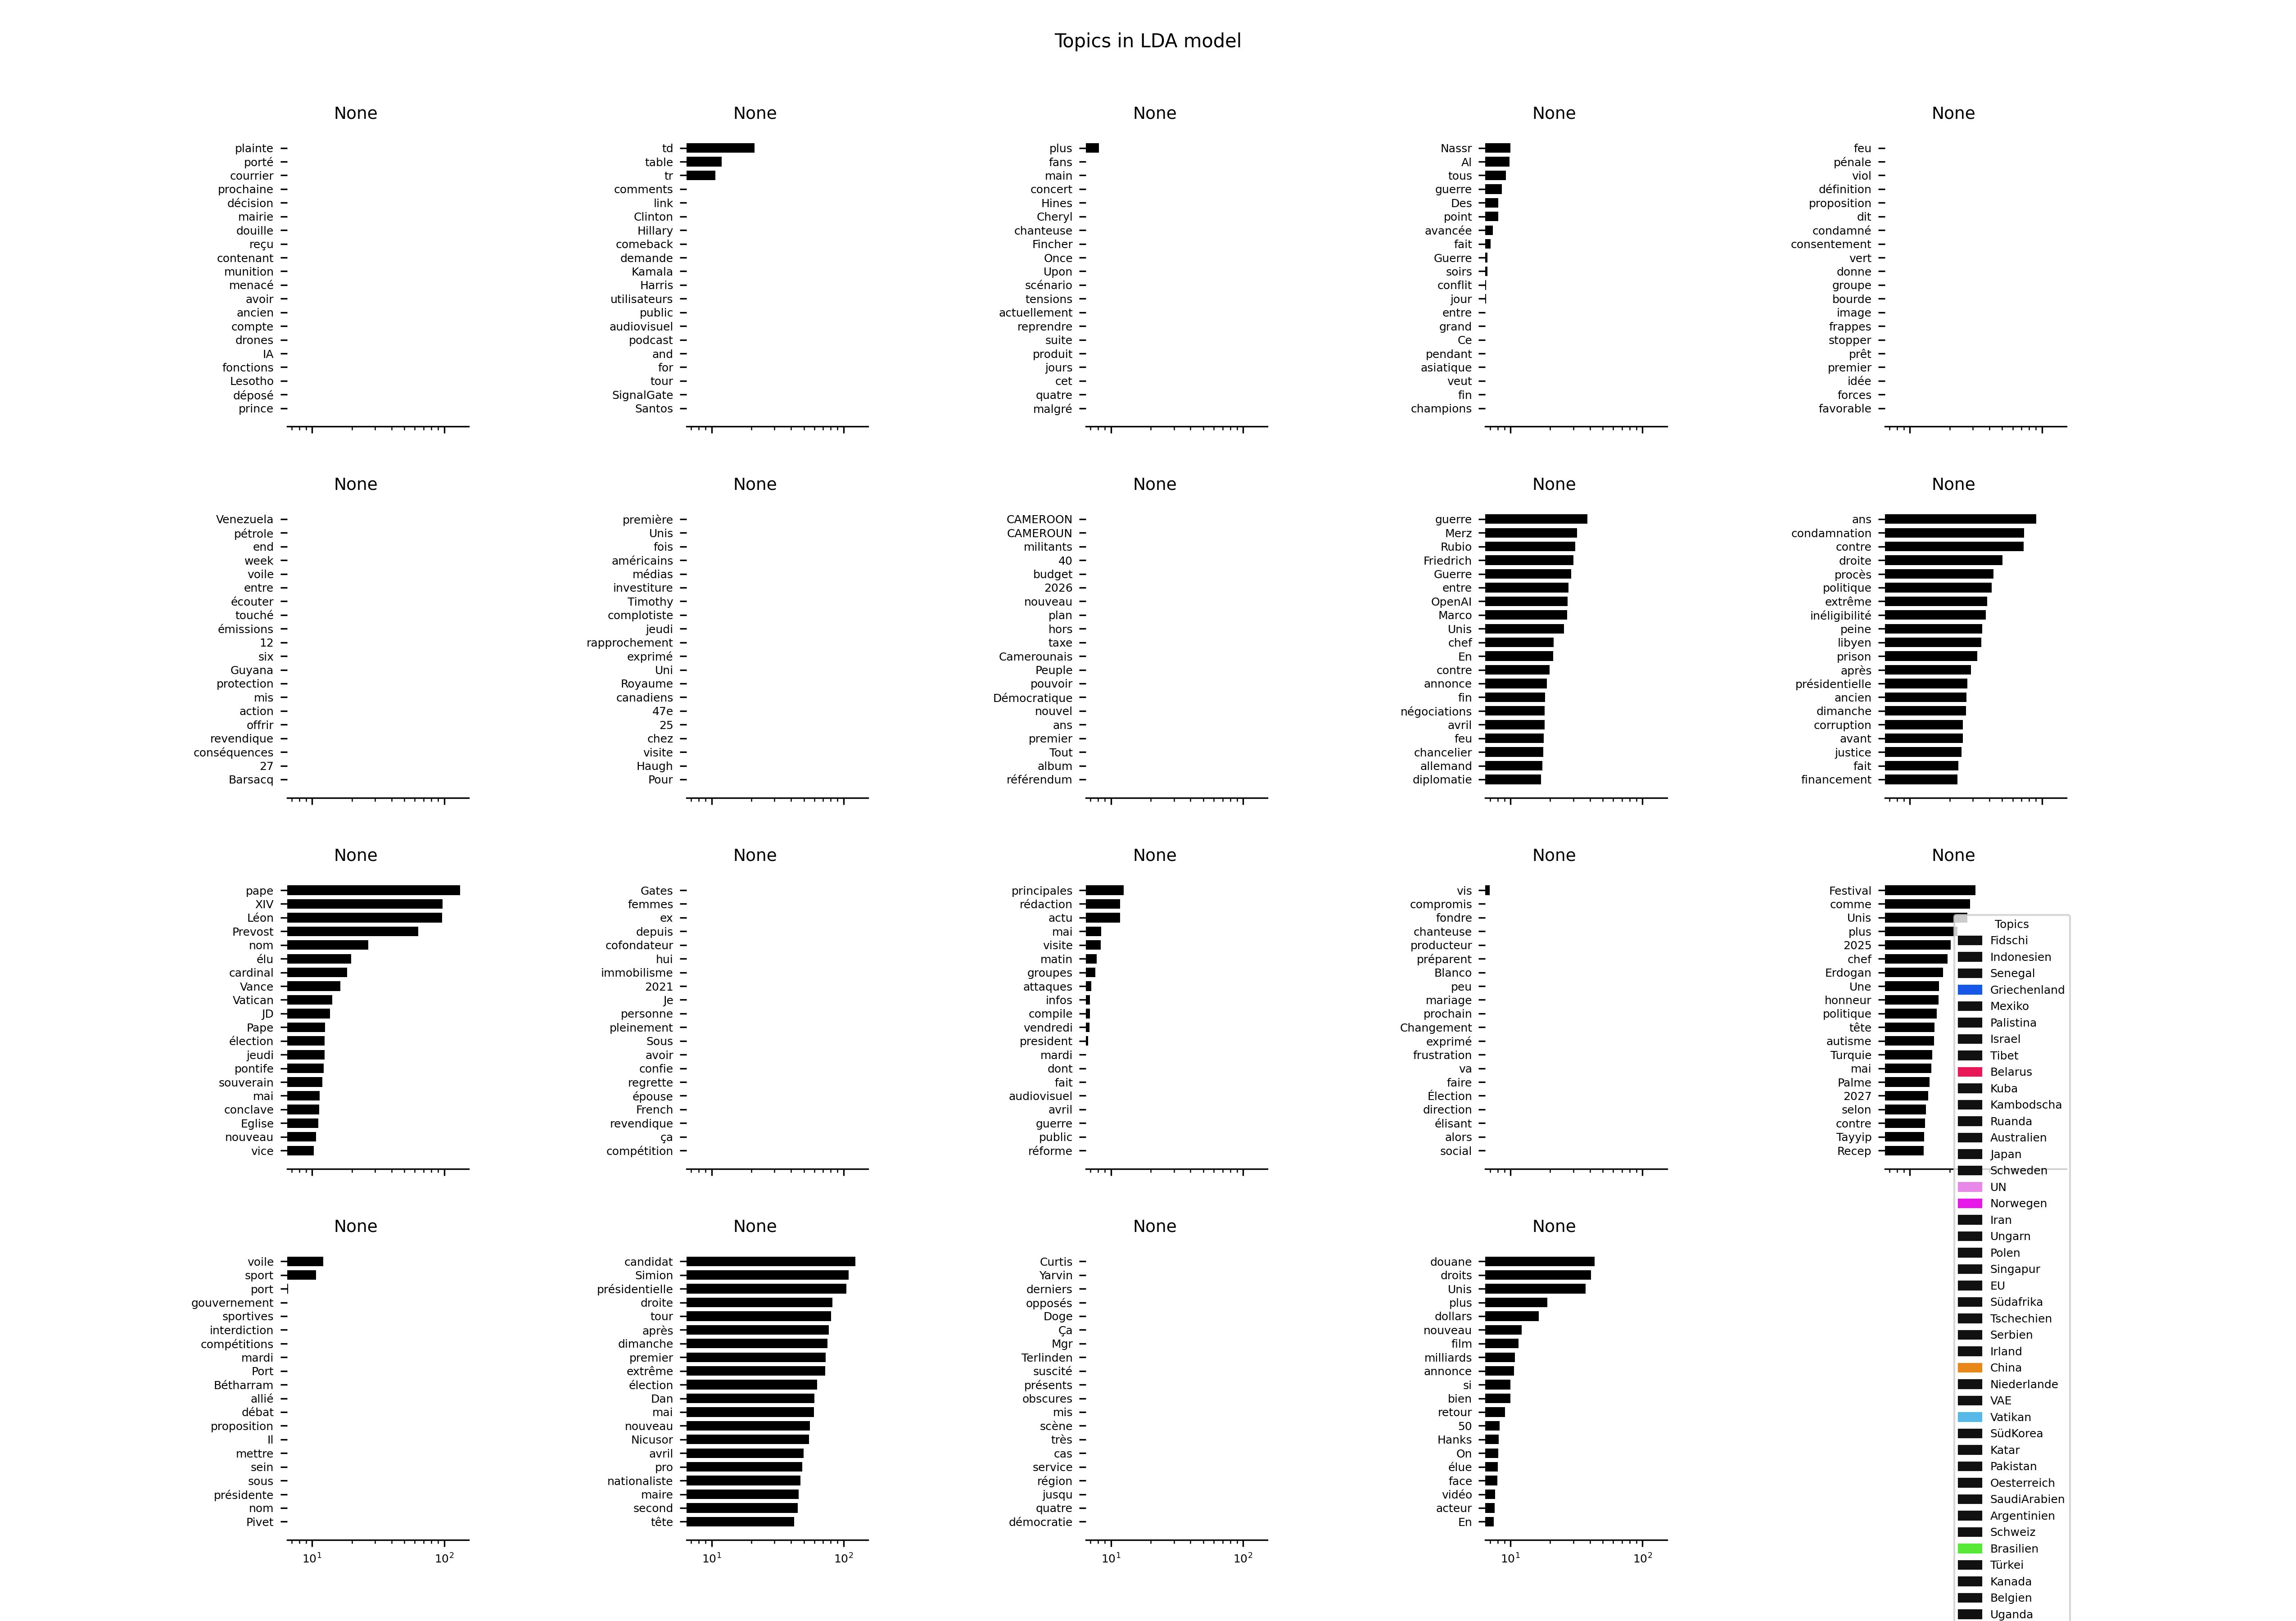 Topics in LDA model
None
plainte
porté
courrier
prochaine
décision
mairie
douille
reçu
contenant
munition
menacé
avoir
ancien
compte
drones
IA
fonctions
Lesotho
déposé
prince
None
td
table
tr
comments
link
Clinton
Hillary
comeback
demande
Kamala
Harris
utilisateurs
public
audiovisuel
podcast
and
for
tour
SignalGate
Santos
None
plus
fans
main
concert
Hines
Cheryl
chanteuse
Fincher
Once
Upon
scénario
tensions
actuellement
reprendre
suite
produit
jours
cet
quatre
malgré
None
Nassr
Al
tous
guerre
Des
point
avancée
fait
Guerre
soirs
conflit
jour
entre
grand
Ce
pendant
asiatique
veut
fin
champions
None
feu
pénale
viol
définition
proposition
dit
condamné
consentement
vert
donne
groupe
bourde
image
frappes
stopper
prêt
premier
idée
forces
favorable
None
Venezuela
pétrole
end
week
voile
entre
écouter
touché
émissions
12
six
Guyana
protection
mis
action
offrir
revendique
conséquences
27
Barsacq
None
première
Unis
fois
américains
médias
investiture
Timothy
complotiste
jeudi
rapprochement
exprimé
Uni
Royaume
canadiens
47e
25
chez
visite
Haugh
Pour
None
CAMEROON
CAMEROUN
militants
40
budget
2026
nouveau
plan
hors
taxe
Camerounais
Peuple
pouvoir
Démocratique
nouvel
ans
premier
Tout
album
référendum
None
guerre
Merz
Rubio
Friedrich
Guerre
entre
OpenAI
Marco
Unis
chef
En
contre
annonce
fin
négociations
avril
feu
chancelier
allemand
diplomatie
None
ans
condamnation
contre
droite
procès
politique
extrême
inéligibilité
peine
libyen
prison
après
présidentielle
ancien
dimanche
corruption
avant
justice
fait
financement
None
pape
XIV
Léon
Prevost
nom
élu
cardinal
Vance
Vatican
JD
Pape
élection
jeudi
pontife
souverain
mai
conclave
Eglise
nouveau
vice
None
Gates
femmes
ex
depuis
cofondateur
hui
immobilisme
2021
Je
personne
pleinement
Sous
avoir
confie
regrette
épouse
French
revendique
ça
compétition
None
principales
rédaction
actu
mai
visite
matin
groupes
attaques
infos
compile
vendredi
president
mardi
dont
fait
audiovisuel
avril
guerre
public
réforme
None
vis
compromis
fondre
chanteuse
producteur
préparent
Blanco
peu
mariage
prochain
Changement
exprimé
frustration
va
faire
Élection
direction
élisant
alors
social
None
Festival
comme
Unis
plus
2025
chef
Erdogan
Une
honneur
politique
tête
autisme
Turquie
mai
Palme
2027
selon
contre
Tayyip
Recep
None
voile
sport
port
gouvernement
sportives
interdiction
compétitions
mardi
Port
Bétharram
allié
débat
proposition
Il
mettre
sein
sous
présidente
nom
Pivet
10¹ 10²
None
candidat
Simion
présidentielle
droite
tour
après
dimanche
premier
extrême
élection
Dan
mai
nouveau
Nicusor
avril
pro
nationaliste
maire
second
tête
10¹ 10²
None
Curtis
Yarvin
derniers
opposés
Doge
Ça
Mgr
Terlinden
suscité
présents
obscures
mis
scène
très
cas
service
région
jusqu
quatre
démocratie
10¹ 10²
None
douane
droits
Unis
plus
dollars
nouveau
film
milliards
annonce
si
bien
retour
50
Hanks
On
élue
face
vidéo
acteur
En
10¹ 10²
Topics
Fidschi
Indonesien
Senegal
Griechenland
Mexiko
Palistina
Israel
Tibet
Belarus
Kuba
Kambodscha
Ruanda
Australien
Japan
Schweden
UN
Norwegen
Iran
Ungarn
Polen
Singapur
EU
Südafrika
Tschechien
Serbien
Irland
China
Niederlande
VAE
Vatikan
SüdKorea
Katar
Pakistan
Oesterreich
SaudiArabien
Argentinien
Schweiz
Brasilien
Türkei
Kanada
Belgien
Uganda